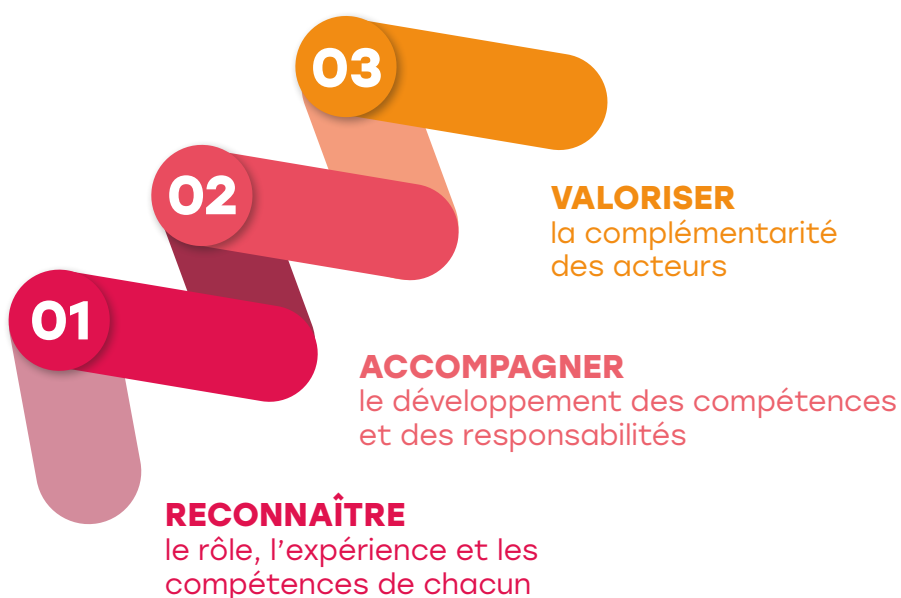 03
02
01
VALORISER
la complémentarité
des acteurs
ACCOMPAGNER
le développement des compétences
et des responsabilités
RECONNAÎTRE
le rôle, l’expérience et les
compétences de chacun